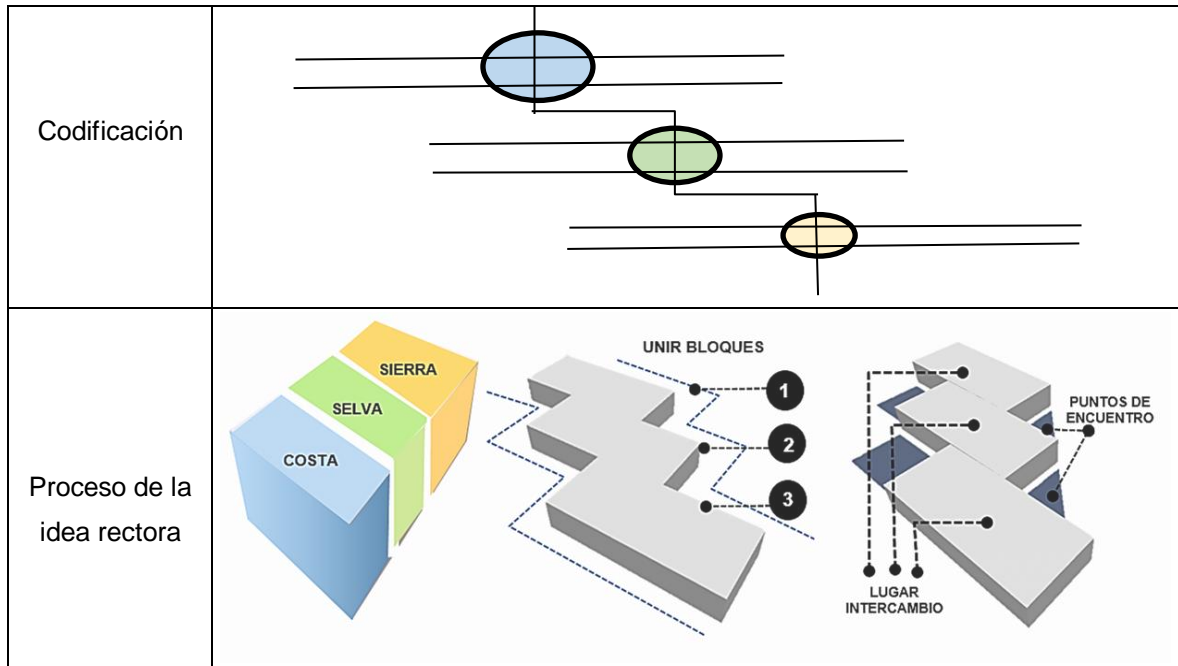 Codificación
Proceso de la
idea rectora
SIERRA
SELVA
COSTA
UNIR BLOQUES
1
2
3
PUNTOS DE
ENCUENTRO
LUGAR
INTERCAMBIO